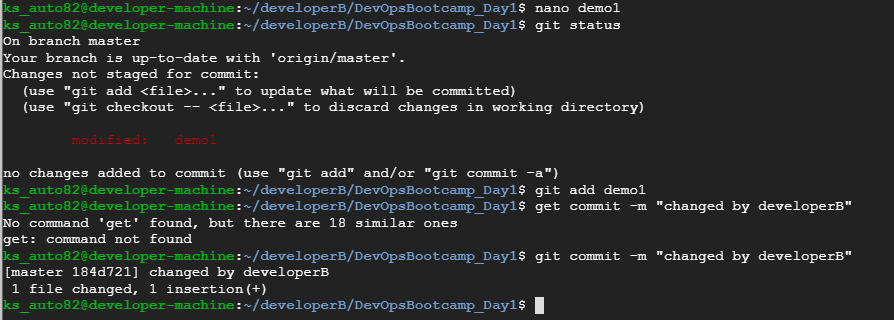 ks_auto82@developer-machine:~/developerB/DevOpsBootcamp_Day1$ nano demo1
ks_auto82@developer-machine:~/developerB/DevOpsBootcamp_Day1$ git status
On branch master
Your branch is up-to-date with 'origin/master'.
Changes not staged for commit:
  (use "git add <file>..." to update what will be committed)
  (use "git checkout -- <file>..." to discard changes in working directory)
        modified:   demo1
no changes added to commit (use "git add" and/or "git commit -a")
ks_auto82@developer-machine:~/developerB/DevOpsBootcamp_Day1$ git add demo1
ks_auto82@developer-machine:~/developerB/DevOpsBootcamp_Day1$ get commit -m "changed by developerB"
No command 'get' found, but there are 18 similar ones
get: command not found
ks_auto82@developer-machine:~/developerB/DevOpsBootcamp_Day1$ git commit -m "changed by developerB"
[master 184d721] changed by developerB
 1 file changed, 1 insertion(+)
ks_auto82@developer-machine:~/developerB/DevOpsBootcamp_Day1$